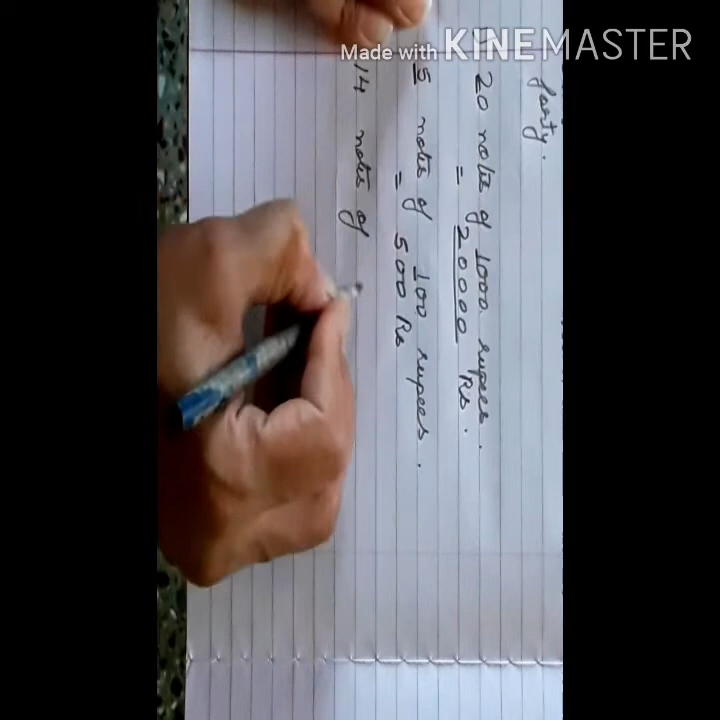 Made with KINEMASTER
party.
20 notes of 1000 rupees.
= 20000 Rs.
5 notes of 100 rupees.
= 500 Rs
14 notes of